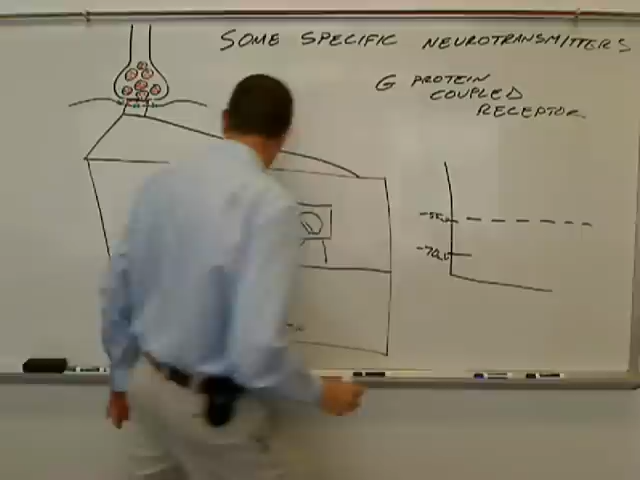 SOME SPECIFIC NEUROTRANSMITTERS
G PROTEIN
COUPLED
RECEPTOR
-55
-70